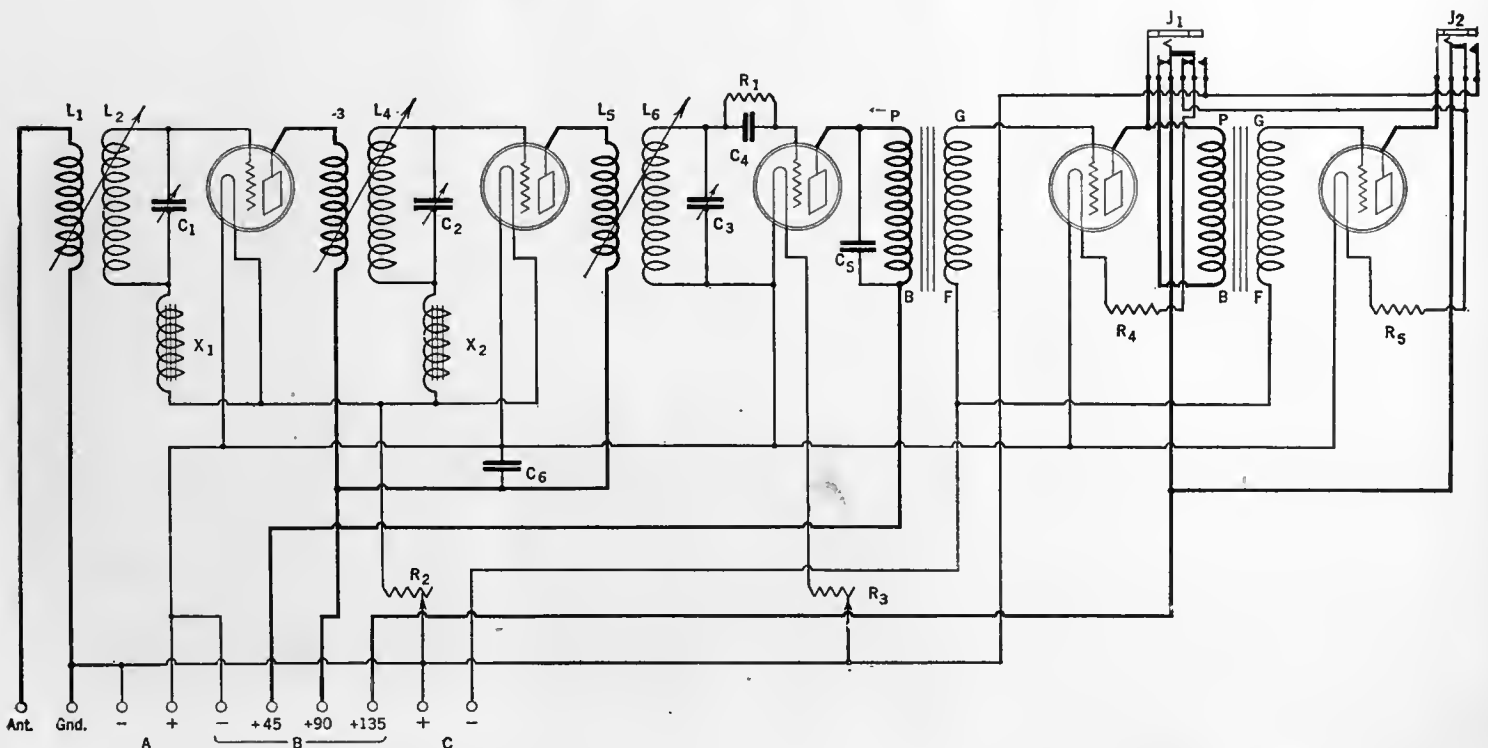 J1 J2
L1 L2 -3 L4 L5 L6 R1 ←P G P G
C4
C1 C2 C3
C5
B F B F
X1 X2 R4 R5
C6
R2 R3
Ant. Gnd. - + - +45 +90 +135 + -
A B C